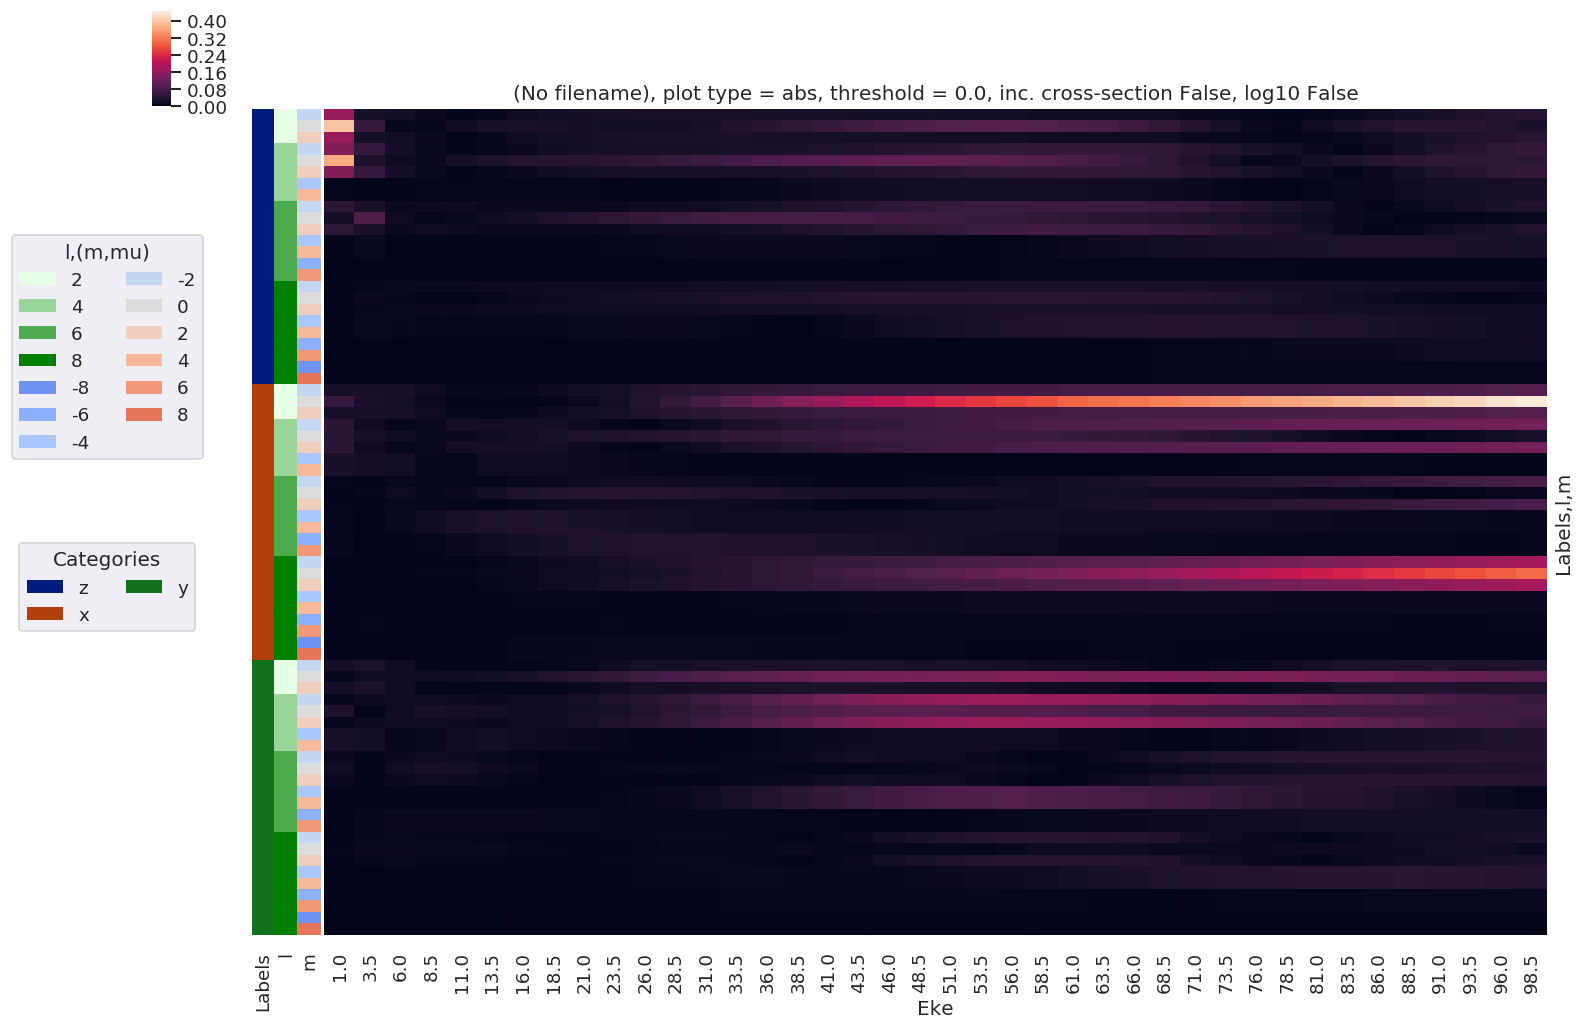 0.40
0.32
0.24
0.16
0.08
0.00
(No filename), plot type = abs, threshold = 0.0, inc. cross-section False, log10 False
l,(m,mu)
2 -2
4 0
6 2
8 4
-8 6
-6 8
-4
Categories
z y
x
Labels,l,m
Labels l m 1.0 3.5 6.0 8.5 11.0 13.5 16.0 18.5 21.0 23.5 26.0 28.5 31.0 33.5 36.0 38.5 41.0 43.5 46.0 48.5 51.0 53.5 56.0 58.5 61.0 63.5 66.0 68.5 71.0 73.5 76.0 78.5 81.0 83.5 86.0 88.5 91.0 93.5 96.0 98.5
Eke